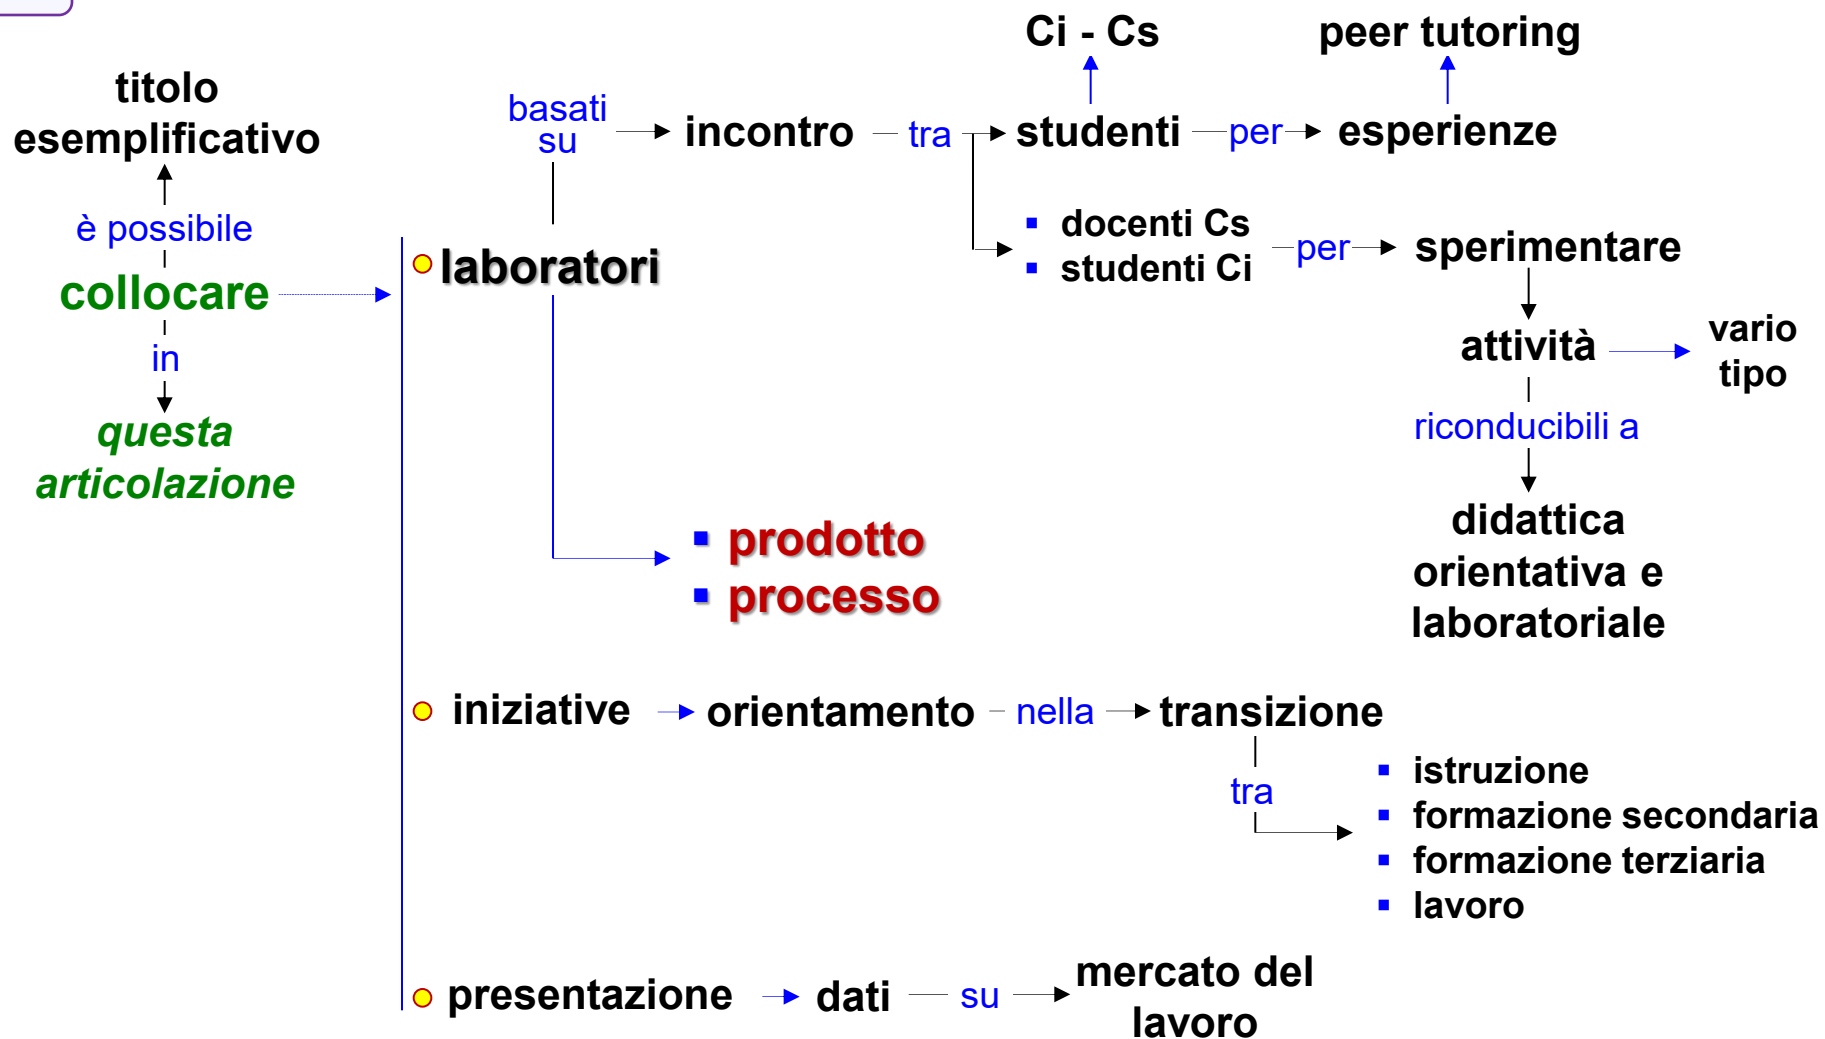 titolo
esemplificativo
è possibile
collocare
in
questa
articolazione
laboratori
basati
su
incontro
tra
studenti
Ci - Cs
per
esperienze
peer tutoring
docenti Cs
studenti Ci
per
sperimentare
attività
vario
tipo
riconducibili a
didattica
orientativa e
laboratoriale
prodotto
processo
iniziative
orientamento
nella
transizione
tra
istruzione
formazione secondaria
formazione terziaria
lavoro
presentazione
dati
su
mercato del
lavoro